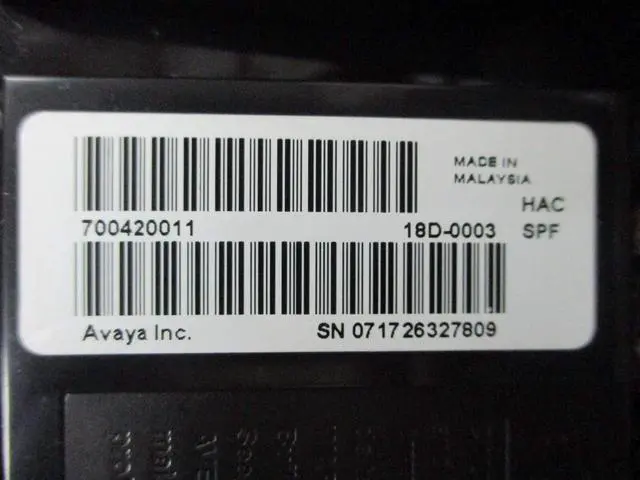 MADE IN
MALAYSIA
HAC
700420011 18D-0003 SPF
Avaya Inc. SN 071726327809